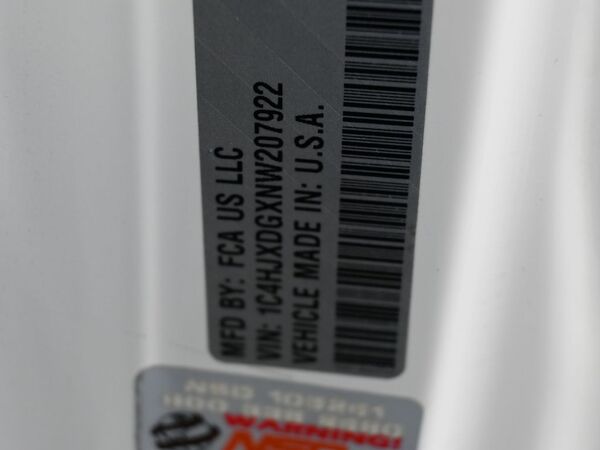 MFD BY: FCA US LLC
VIN: 1C4HJXDGXNW207922
VEHICLE MADE IN: U.S.A.
WARNING!